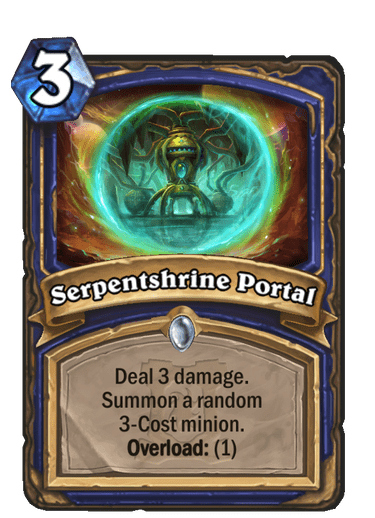 3
Serpentshrine Portal
Deal 3 damage.
Summon a random
3-Cost minion.
Overload: (1)